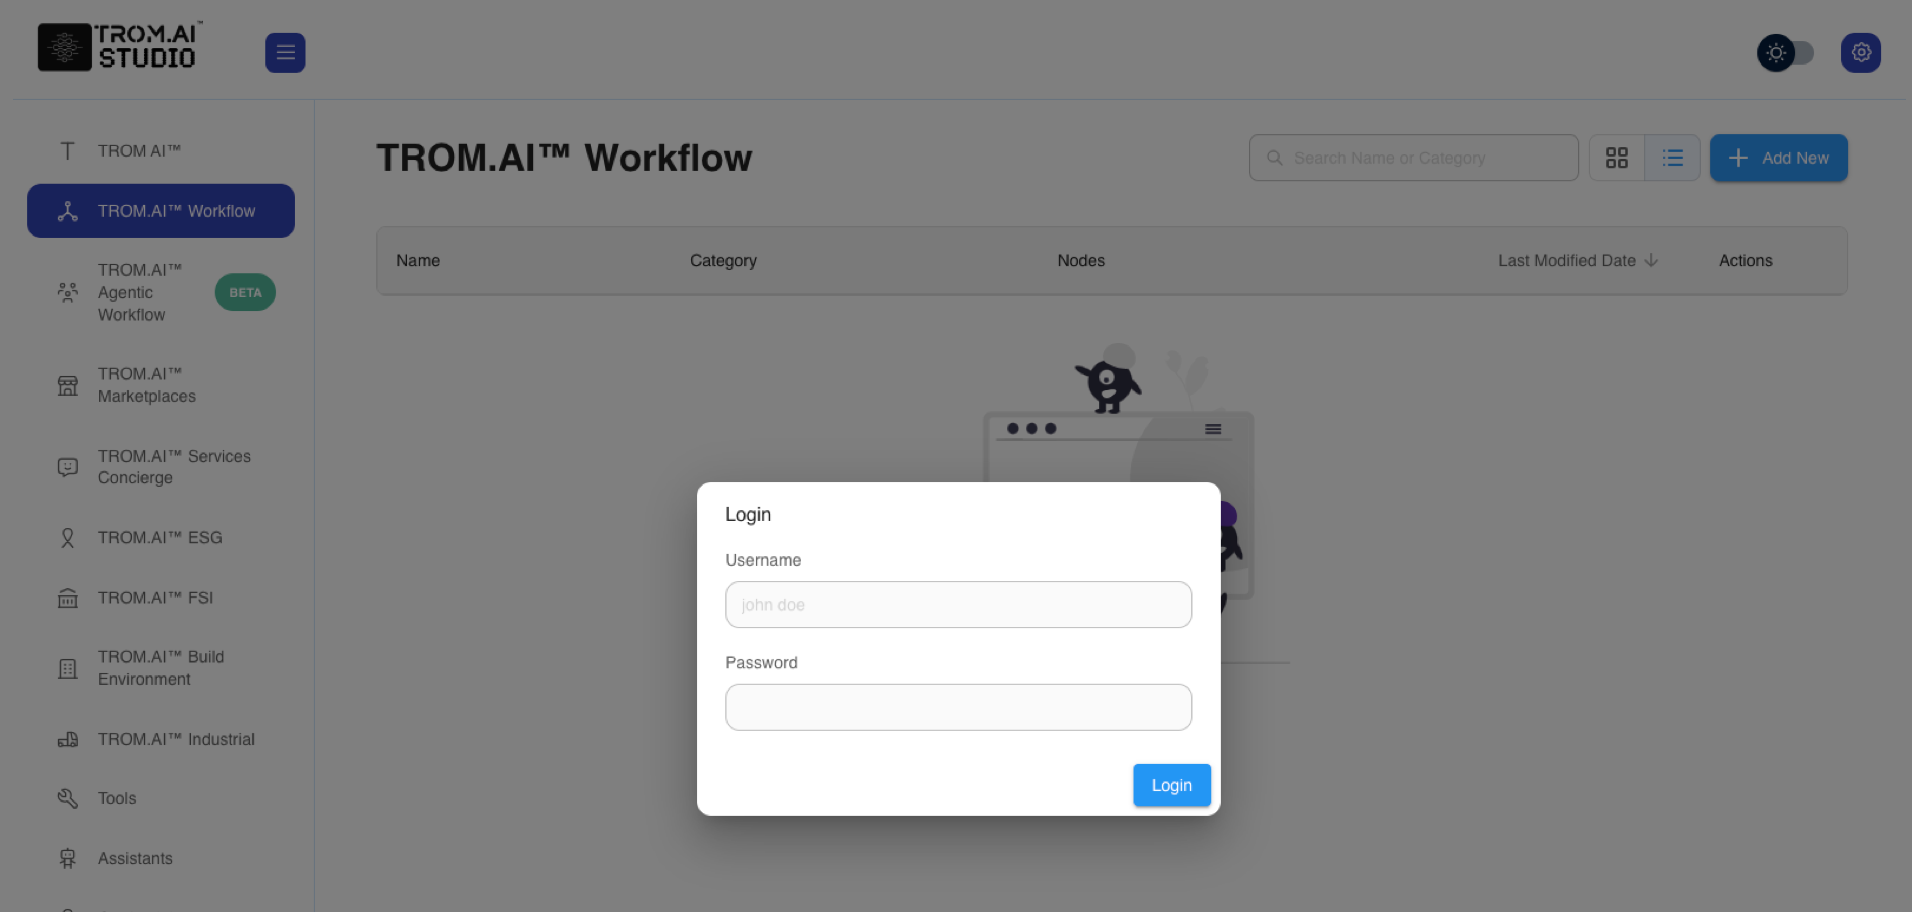 TROM.AI™
STUDIO
TROM AI™
TROM.AI™ Workflow
TROM.AI™
Agentic
Workflow
BETA
TROM.AI™
Marketplaces
TROM.AI™ Services
Concierge
TROM.AI™ ESG
TROM.AI™ FSI
TROM.AI™ Build
Environment
TROM.AI™ Industrial
Tools
Assistants
TROM.AI™ Workflow
Search Name or Category
Add New
Name
Category
Nodes
Last Modified Date
Actions
Login
Username
john doe
Password
Login